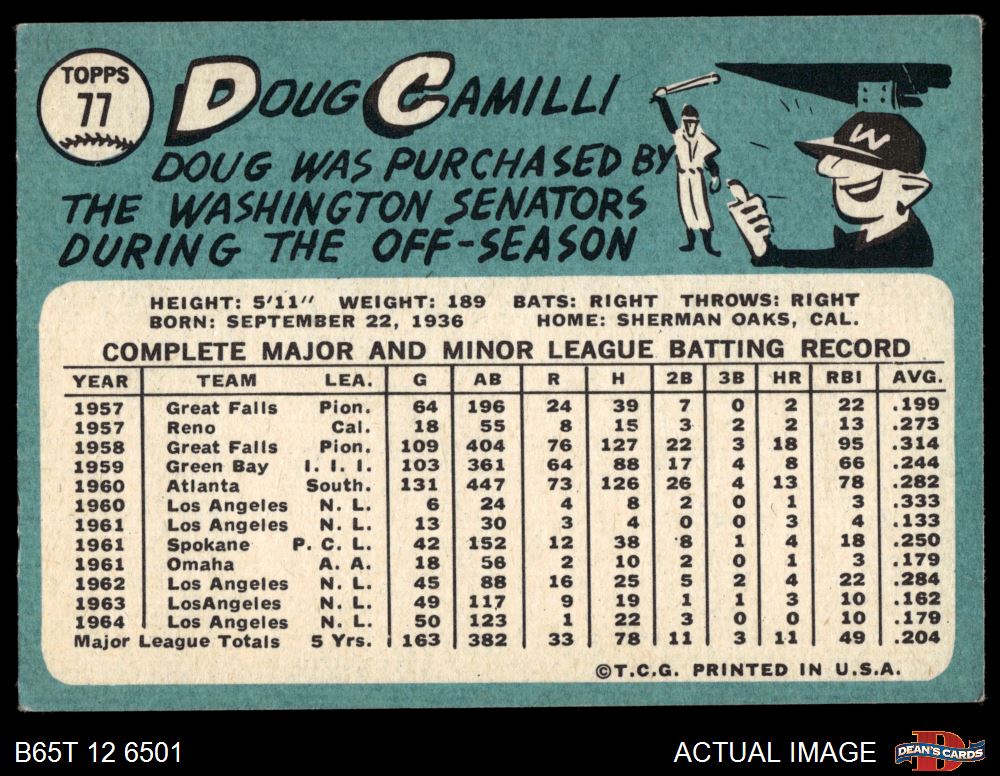 TOPPS
77
DOUG CAMILLI
DOUG WAS PURCHASED BY
THE WASHINGTON SENATORS
DURING THE OFF-SEASON
W
HEIGHT: 5'11" WEIGHT: 189 BATS: RIGHT THROWS: RIGHT
BORN: SEPTEMBER 22, 1936 HOME: SHERMAN OAKS, CAL.
COMPLETE MAJOR AND MINOR LEAGUE BATTING RECORD
YEAR TEAM LEA. G AB R H 2B 3B HR RBI AVG.
1957 Great Falls Pion. 64 196 24 39 7 0 2 22 .199
1957 Reno Cal. 18 55 8 15 3 2 2 13 .273
1958 Great Falls Pion. 109 404 76 127 22 3 18 95 .314
1959 Green Bay I. I. I. 103 361 64 88 17 4 8 66 .244
1960 Atlanta South. 131 447 73 126 26 4 13 78 .282
1960 Los Angeles N. L. 6 24 4 8 2 0 1 3 .333
1961 Los Angeles N. L. 13 30 3 4 0 0 3 4 .133
1961 Spokane P. C. L. 42 152 12 38 8 1 4 18 .250
1961 Omaha A. A. 18 56 2 10 2 0 1 3 .179
1962 Los Angeles N. L. 45 88 16 25 5 2 4 22 .284
1963 LosAngeles N. L. 49 117 9 19 1 1 3 10 .162
1964 Los Angeles N. L. 50 123 1 22 3 0 0 10 .179
Major League Totals 5 Yrs. 163 382 33 78 11 3 11 49 .204
©T.C.G. PRINTED IN U.S.A.
B65T 12 6501 ACTUAL IMAGE DEAN'S CARDS